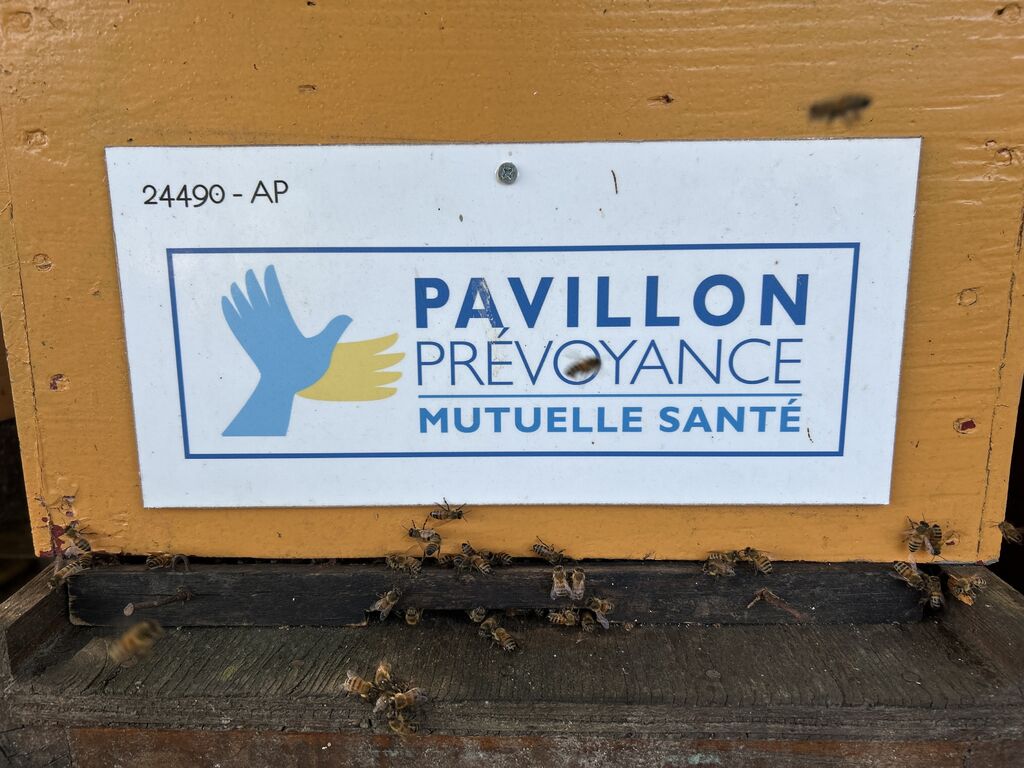 24490 - AP
PAVILLON
PRÉVOYANCE
MUTUELLE SANTÉ